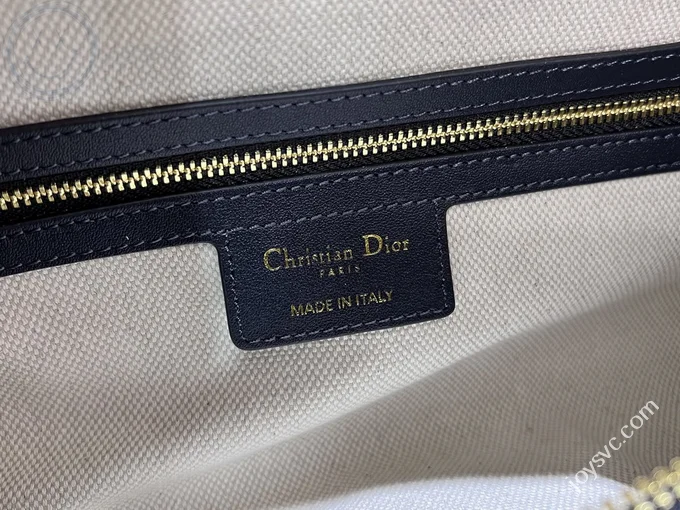 Christian Dior
PARIS
MADE IN ITALY
joysvc.com